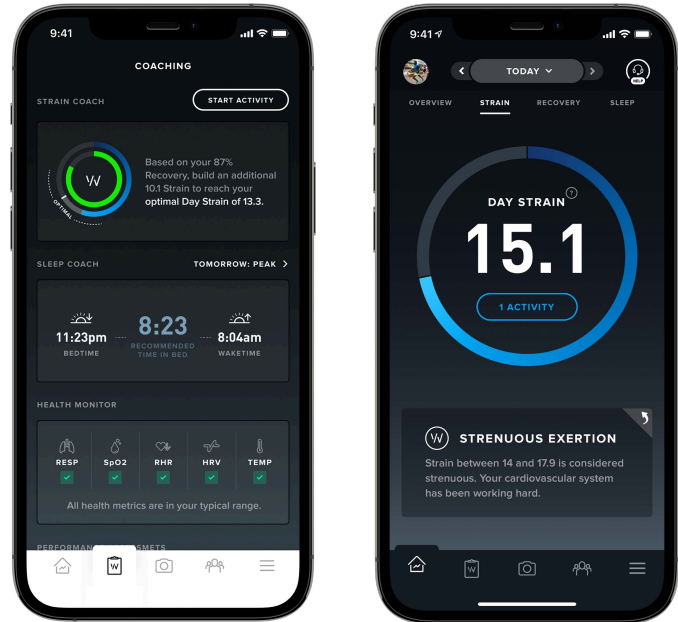 9:41
COACHING
STRAIN COACH
START ACTIVITY
Based on your 87%
Recovery, build an additional
10.1 Strain to reach your
optimal Day Strain of 13.3.
OPTIMAL
SLEEP COACH
TOMORROW: PEAK
11:23pm
BEDTIME
8:23
RECOMMENDED
TIME IN BED
8:04am
WAKETIME
HEALTH MONITOR
RESP SpO2 RHR HRV TEMP
All health metrics are in your typical range.
9:41
TODAY
HELP
OVERVIEW STRAIN RECOVERY SLEEP
DAY STRAIN ?
15.1
1 ACTIVITY
STRENUOUS EXERTION
Strain between 14 and 17.9 is considered
strenuous. Your cardiovascular system
has been working hard.